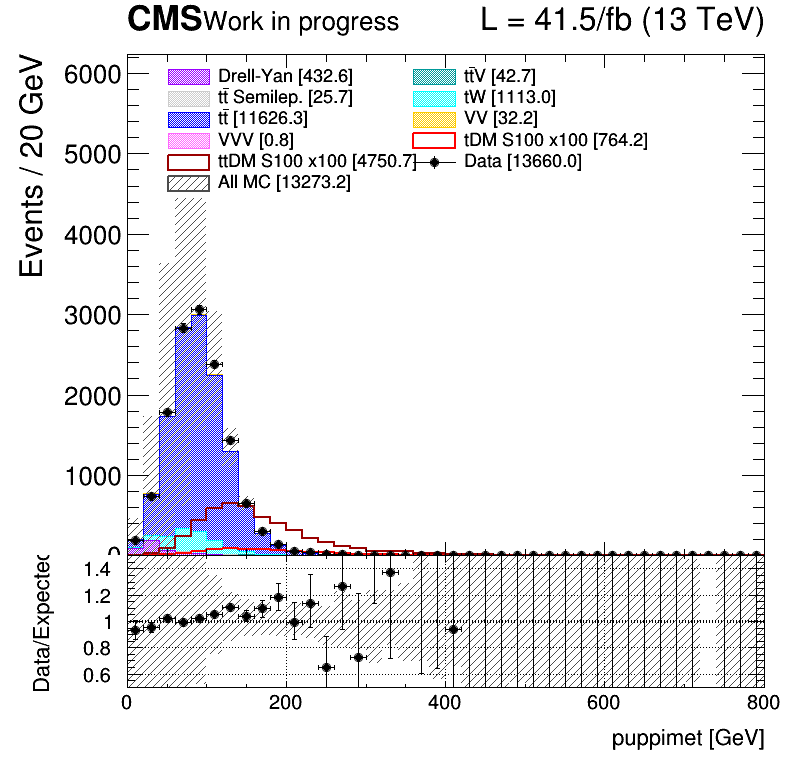 CMS Work in progress L = 41.5/fb (13 TeV)
Events / 20 GeV
6000
5000
4000
3000
2000
1000
0
Drell-Yan [432.6] tt̄V [42.7]
tt̄ Semilep. [25.7] tW [1113.0]
tt̄ [11626.3] VV [32.2]
VVV [0.8] tDM S100 x100 [764.2]
ttDM S100 x100 [4750.7] Data [13660.0]
All MC [13273.2]
Data/Expected
1.4
1.2
1
0.8
0.6
0 200 400 600 800
puppimet [GeV]